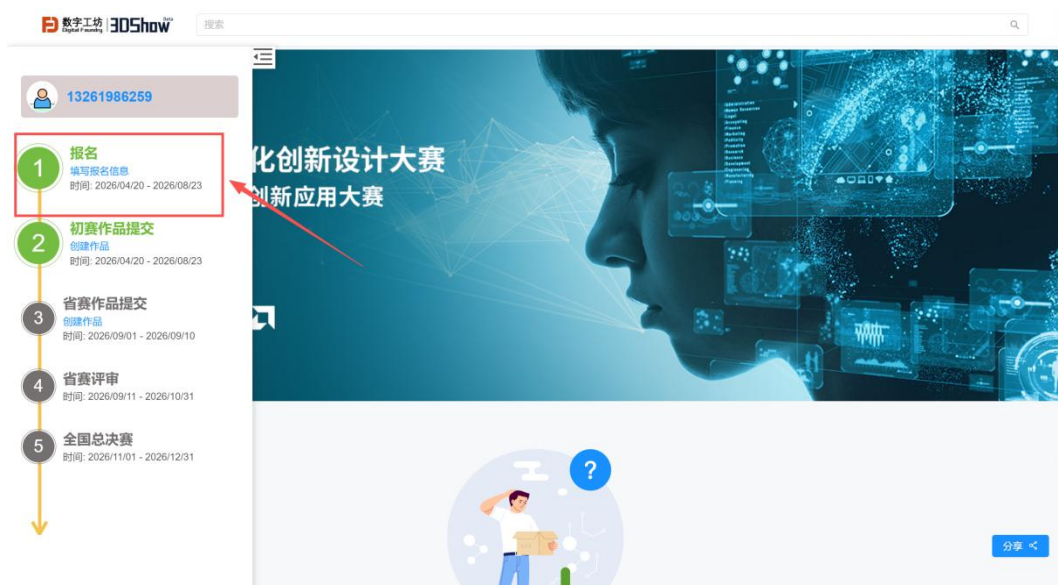 数字工坊
Digital Foundry
3DShow
Beta
搜索
13261986259
1
报名
填写报名信息
时间: 2026/04/20 - 2026/08/23
2
初赛作品提交
创建作品
时间: 2026/04/20 - 2026/08/23
3
省赛作品提交
创建作品
时间: 2026/09/01 - 2026/09/10
4
省赛评审
时间: 2026/09/11 - 2026/10/31
5
全国总决赛
时间: 2026/11/01 - 2026/12/31
化创新设计大赛
创新应用大赛
?
分享